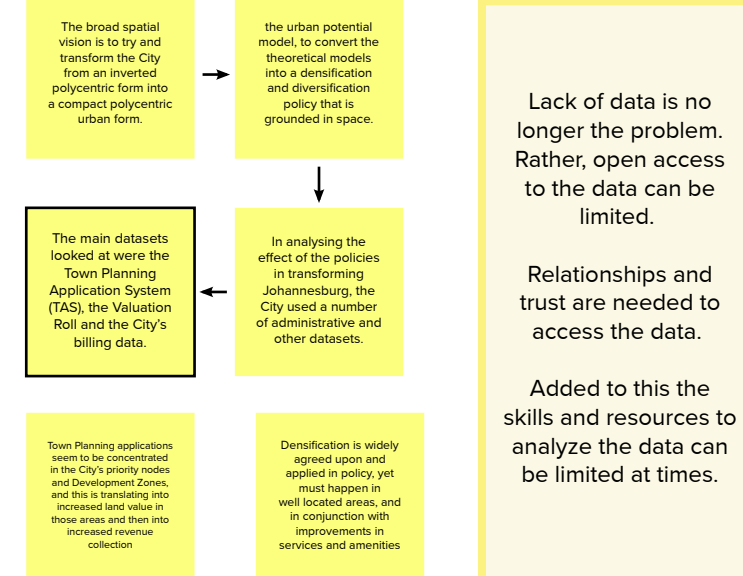 The broad spatial
vision is to try and
transform the City
from an inverted
polycentric form into
a compact polycentric
urban form.
the urban potential
model, to convert the
theoretical models
into a densification
and diversification
policy that is
grounded in space.
In analysing the
effect of the policies
in transforming
Johannesburg, the
City used a number
of administrative and
other datasets.
The main datasets
looked at were the
Town Planning
Application System
(TAS), the Valuation
Roll and the City's
billing data.
Town Planning applications
seem to be concentrated
in the City's priority nodes
and Development Zones,
and this is translating into
increased land value in
those areas and then into
increased revenue
collection
Densification is widely
agreed upon and
applied in policy, yet
must happen in
well located areas, and
in conjunction with
improvements in
services and amenities
Lack of data is no
longer the problem.
Rather, open access
to the data can be
limited.
Relationships and
trust are needed to
access the data.
Added to this the
skills and resources to
analyze the data can
be limited at times.